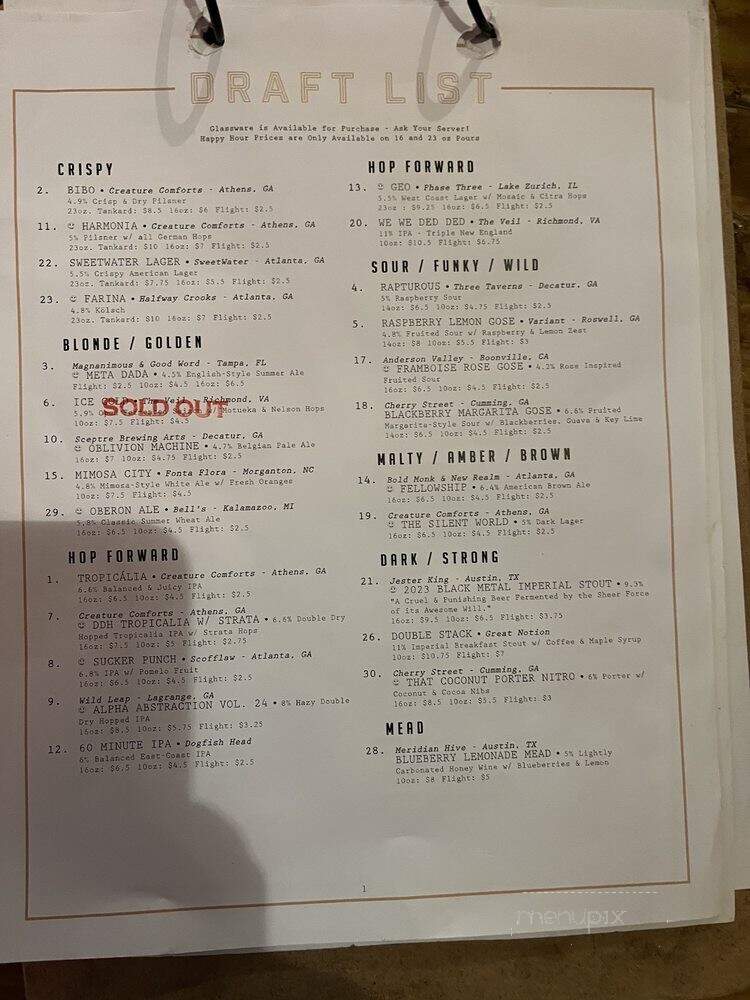 DRAFT LIST
Glassware is Available for Purchase - Ask Your Server!
Happy Hour Prices are Only Available on 16 and 23 oz Pours
CRISPY
2. BIBO • Creature Comforts - Athens, GA
4.9% Crisp & Dry Pilsner
23oz. Tankard: $8.5 16oz: $6 Flight: $2.5
11. HARMONIA • Creature Comforts - Athens, GA
5% Pilsner w/ all German Hops
23oz. Tankard: $10 16oz: $7 Flight: $2.5
22. SWEETWATER LAGER • SweetWater - Atlanta, GA
5.5% Crispy American Lager
23oz. Tankard: $7.75 16oz: $5.5 Flight: $2.5
23. FARINA • Halfway Crooks - Atlanta, GA
4.8% Kölsch
23oz. Tankard: $10 16oz: $7 Flight: $2.5
BLONDE / GOLDEN
3. Magnanimous & Good Word - Tampa, FL
META DADA • 4.5% English-Style Summer Ale
Flight: $2.5 10oz: $4.5 16oz: $6.5
6. ICE The Veil - Richmond, VA
SOLD OUT
5.9% Motueka & Nelson Hops
10oz: $7.5 Flight: $4.5
10. Sceptre Brewing Arts - Decatur, GA
OBLIVION MACHINE • 4.7% Belgian Pale Ale
16oz: $7 10oz: $4.75 Flight: $2.5
15. MIMOSA CITY • Fonta Flora - Morganton, NC
4.8% Mimosa-Style White Ale w/ Fresh Oranges
10oz: $7.5 Flight: $4.5
29. OBERON ALE • Bell's - Kalamazoo, MI
5.8% Classic Summer Wheat Ale
16oz: $6.5 10oz: $4.5 Flight: $2.5
HOP FORWARD
1. TROPICÁLIA • Creature Comforts - Athens, GA
6.6% Balanced & Juicy IPA
16oz: $6.5 10oz: $4.5 Flight: $2.5
7. Creature Comforts - Athens, GA
DDH TROPICALIA W/ STRATA • 6.6% Double Dry
Hopped Tropicalia IPA w/ Strata Hops
16oz: $7.5 10oz: $5 Flight: $2.75
8. SUCKER PUNCH • Scofflaw - Atlanta, GA
6.8% IPA w/ Pomelo Fruit
16oz: $6.5 10oz: $4.5 Flight: $2.5
9. Wild Leap - Lagrange, GA
ALPHA ABSTRACTION VOL. 24 • 8% Hazy Double
Dry Hopped IPA
16oz: $8.5 10oz: $5.75 Flight: $3.25
12. 60 MINUTE IPA • Dogfish Head
6% Balanced East-Coast IPA
16oz: $6.5 10oz: $4.5 Flight: $2.5
HOP FORWARD
13. GEO • Phase Three - Lake Zurich, IL
5.5% West Coast Lager w/ Mosaic & Citra Hops
23oz : $9.25 16oz: $6.5 Flight: $2.5
20. WE WE DED DED • The Veil - Richmond, VA
11% IPA - Triple New England
10oz: $10.5 Flight: $6.75
SOUR / FUNKY / WILD
4. RAPTUROUS • Three Taverns - Decatur, GA
5% Raspberry Sour
14oz: $6.5 10oz: $4.75 Flight: $2.5
5. RASPBERRY LEMON GOSE • Variant - Roswell, GA
4.8% Fruited Sour w/ Raspberry & Lemon Zest
14oz: $8 10oz: $5.5 Flight: $3
17. Anderson Valley - Boonville, CA
FRAMBOISE ROSE GOSE • 4.2% Rose Inspired
Fruited Sour
16oz: $6.5 10oz: $4.5 Flight: $2.5
18. Cherry Street - Cumming, GA
BLACKBERRY MARGARITA GOSE • 6.6% Fruited
Margarita-Style Sour w/ Blackberries, Guava & Key Lime
14oz: $6.5 10oz: $4.5 Flight: $2.5
MALTY / AMBER / BROWN
14. Bold Monk & New Realm - Atlanta, GA
FELLOWSHIP • 6.4% American Brown Ale
16oz: $6.5 10oz: $4.5 Flight: $2.5
19. Creature Comforts - Athens, GA
THE SILENT WORLD • 5% Dark Lager
16oz: $6.5 10oz: $4.5 Flight: $2.5
DARK / STRONG
21. Jester King - Austin, TX
2023 BLACK METAL IMPERIAL STOUT • 9.3%
"A Cruel & Punishing Beer Fermented by the Sheer Force
of its Awesome Will."
16oz: $9.5 10oz: $6.5 Flight: $3.75
26. DOUBLE STACK • Great Notion
11% Imperial Breakfast Stout w/ Coffee & Maple Syrup
10oz: $10.75 Flight: $7
30. Cherry Street - Cumming, GA
THAT COCONUT PORTER NITRO • 6% Porter w/
Coconut & Cocoa Nibs
16oz: $8.5 10oz: $5.5 Flight: $3
MEAD
28. Meridian Hive - Austin, TX
BLUEBERRY LEMONADE MEAD • 5% Lightly
Carbonated Honey Wine w/ Blueberries & Lemon
10oz: $8 Flight: $5
1
menupix